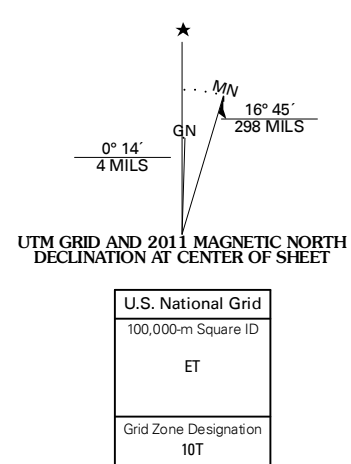 MN
GN
16° 45´
298 MILS
0° 14´
4 MILS
UTM GRID AND 2011 MAGNETIC NORTH
DECLINATION AT CENTER OF SHEET
U.S. National Grid
100,000-m Square ID
ET
Grid Zone Designation
10T